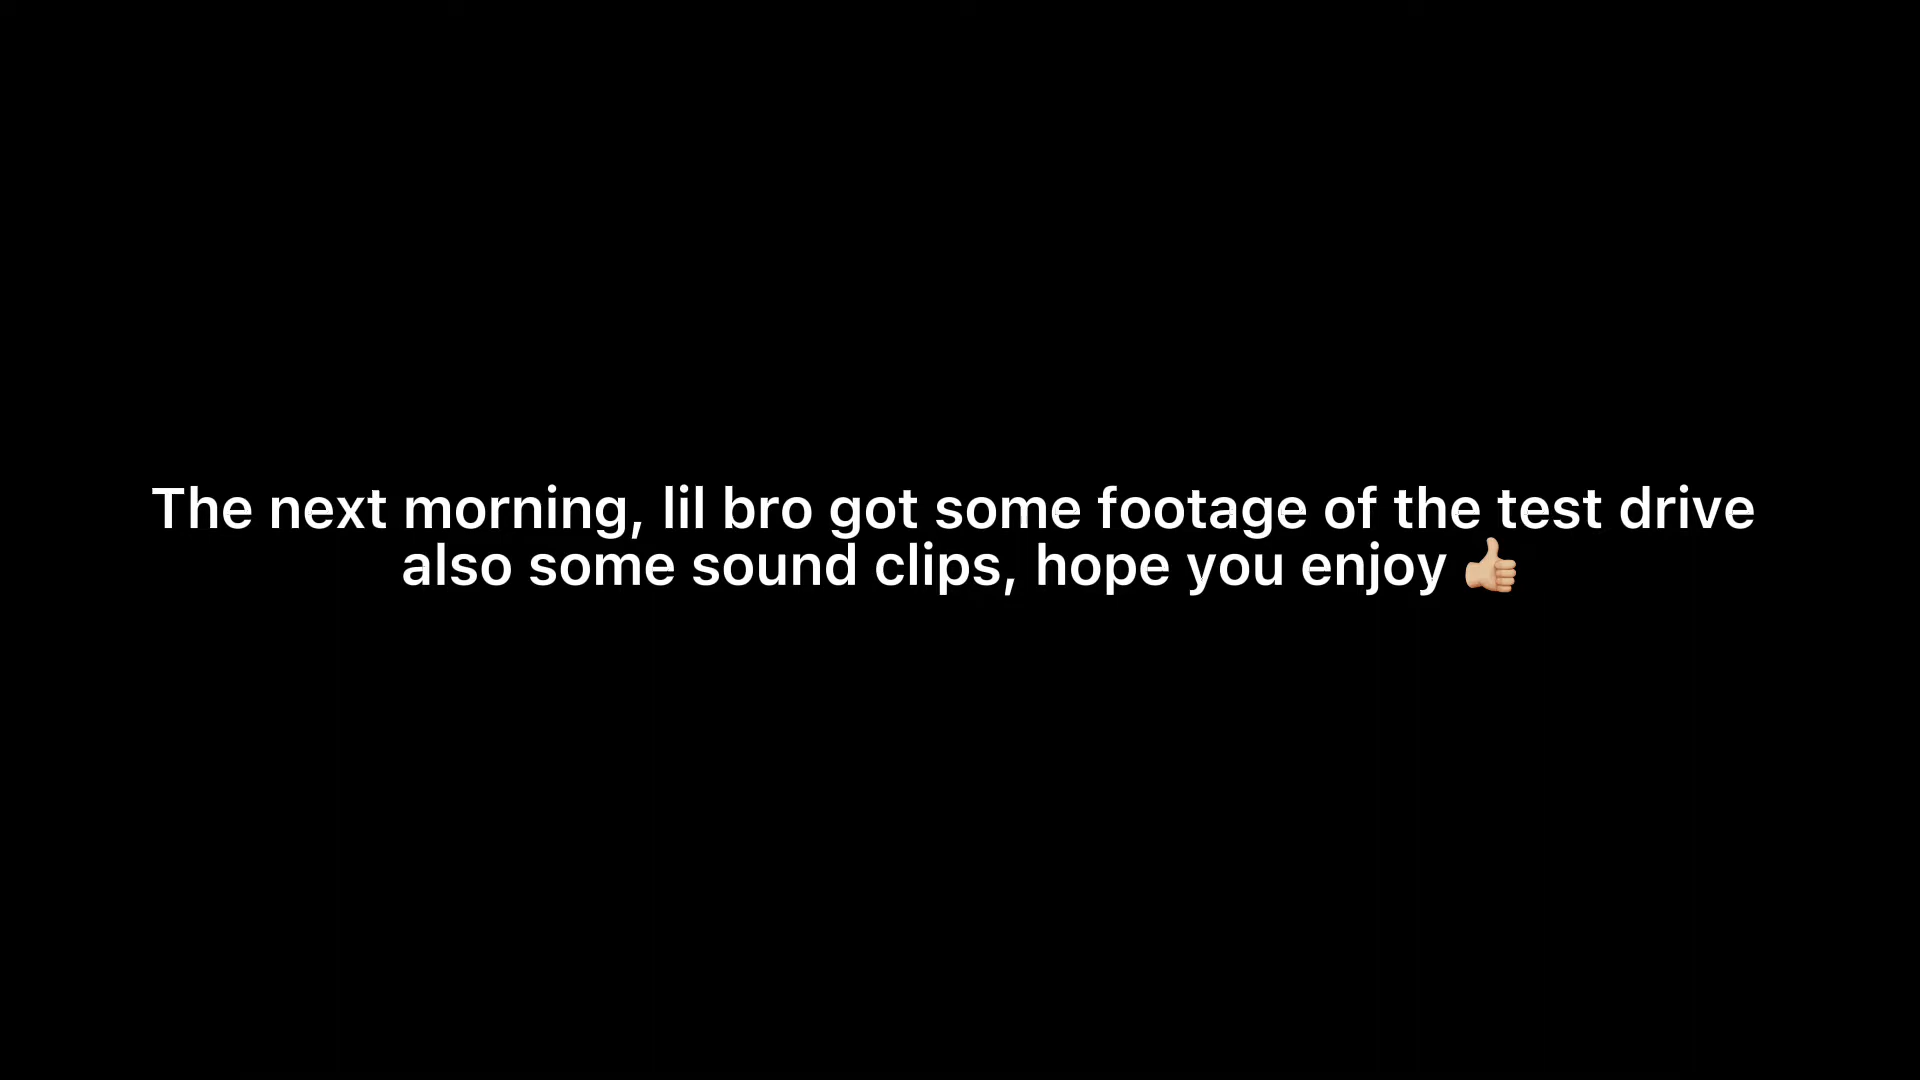 The next morning, lil bro got some footage of the test drive
also some sound clips, hope you enjoy 👍🏼